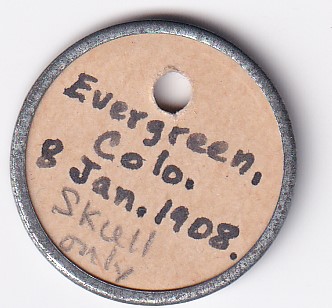 Evergreen,
Colo.
8 Jan. 1908.
Skull
only